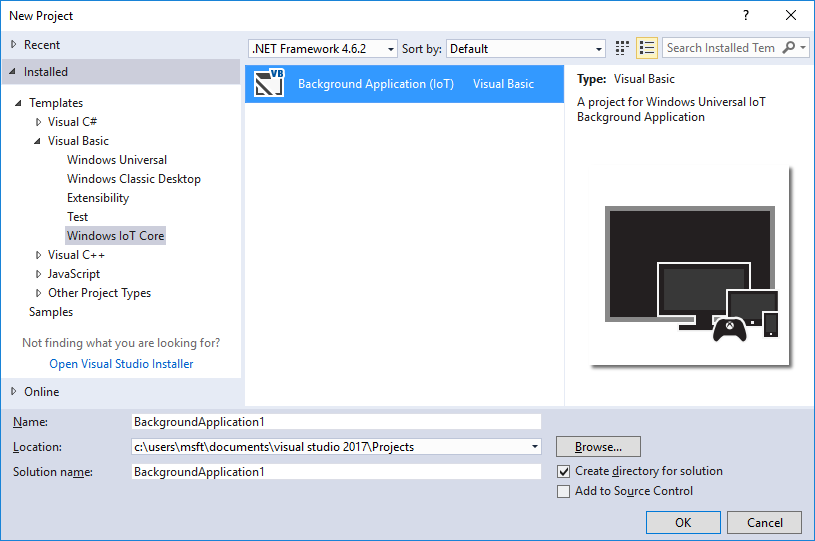 New Project
?
Recent
.NET Framework 4.6.2
Sort by:
Default
Search Installed Tem
Installed
Templates
Visual C#
Visual Basic
Windows Universal
Windows Classic Desktop
Extensibility
Test
Windows IoT Core
Visual C++
JavaScript
Other Project Types
Samples
Not finding what you are looking for?
Open Visual Studio Installer
Online
VB
Background Application (IoT)
Visual Basic
Type: Visual Basic
A project for Windows Universal IoT
Background Application
Name:
BackgroundApplication1
Location:
c:\users\msft\documents\visual studio 2017\Projects
Browse...
Solution name:
BackgroundApplication1
Create directory for solution
Add to Source Control
OK
Cancel